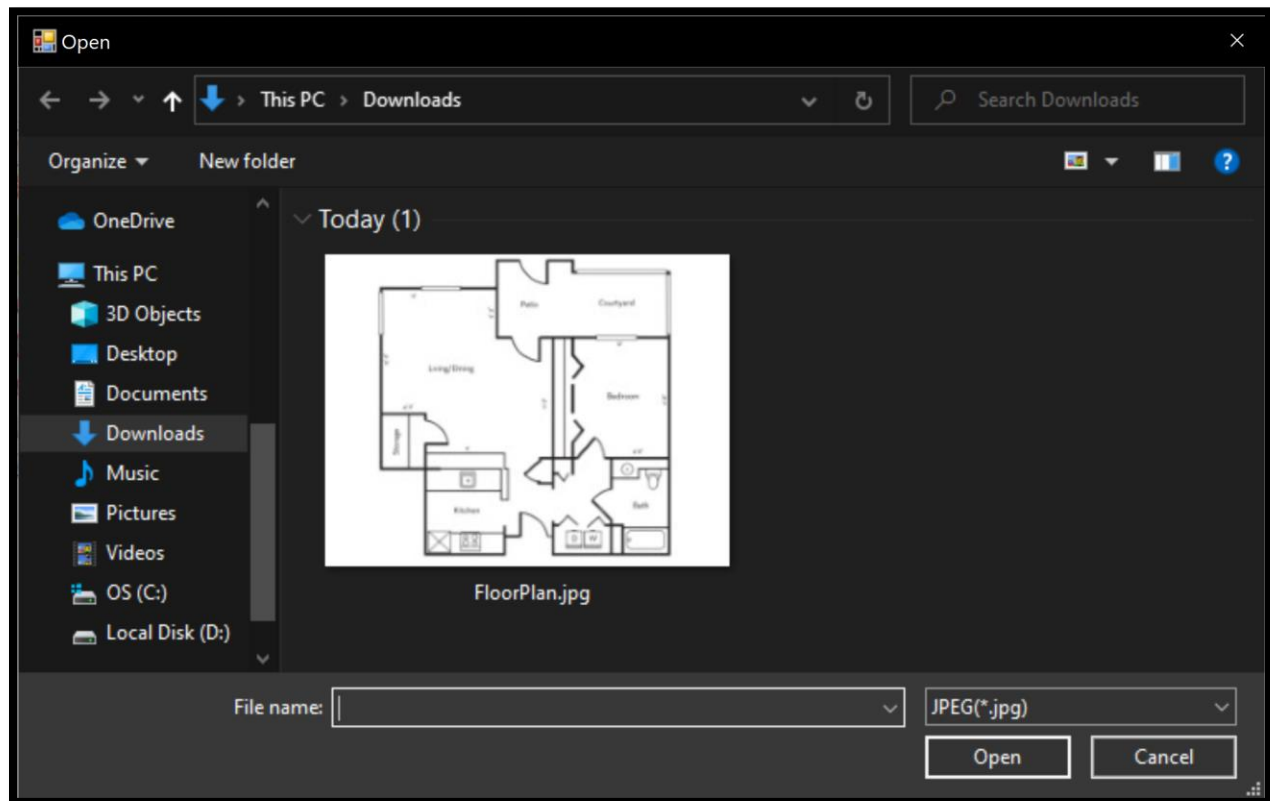 Open
This PC > Downloads
Search Downloads
Organize
New folder
OneDrive
This PC
3D Objects
Desktop
Documents
Downloads
Music
Pictures
Videos
OS (C:)
Local Disk (D:)
Today (1)
Patio
Courtyard
Living/Dining
Bedroom
Storage
Kitchen
Bath
D W
FloorPlan.jpg
File name:
JPEG(*.jpg)
Open
Cancel